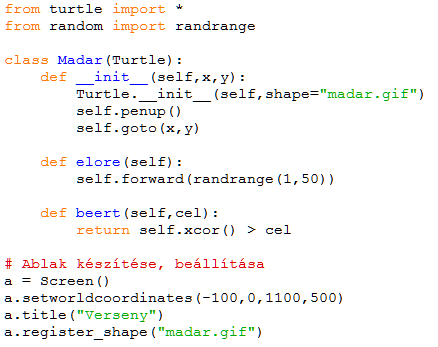 from turtle import *
from random import randrange

class Madar(Turtle):
    def __init__(self,x,y):
        Turtle.__init__(self,shape="madar.gif")
        self.penup()
        self.goto(x,y)

    def elore(self):
        self.forward(randrange(1,50))

    def beert(self,cel):
        return self.xcor() > cel

# Ablak készítése, beállítása
a = Screen()
a.setworldcoordinates(-100,0,1100,500)
a.title("Verseny")
a.register_shape("madar.gif")